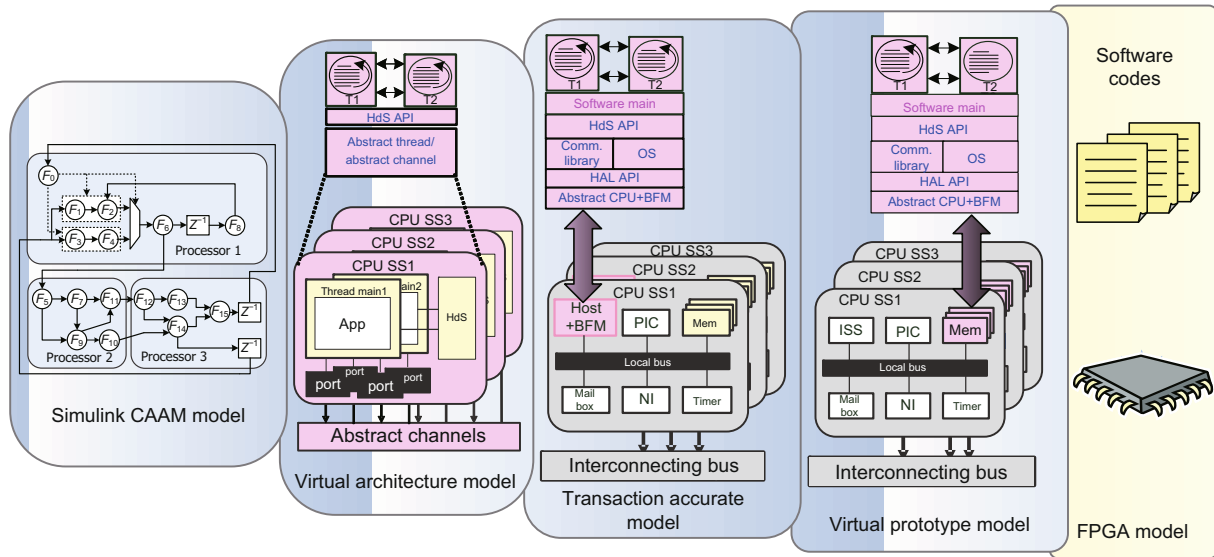 F0
F1
F2
F3
F4
F6
Z-1
F8
Processor 1
F5
F7
F11
F9
F10
Processor 2
F12
F13
F14
F15
Z-1
Z-1
Processor 3
Simulink CAAM model
T1
T2
HdS API
Abstract thread/
abstract channel
CPU SS3
CPU SS2
CPU SS1
Thread main1
ain2
App
HdS
s
port
port
port
port
Abstract channels
Virtual architecture model
T1
T2
Software main
HdS API
Comm.
library
OS
HAL API
Abstract CPU+BFM
CPU SS3
CPU SS2
CPU SS1
Host
+BFM
PIC
Mem
Local bus
Mail
box
NI
Timer
Interconnecting bus
Transaction accurate
model
T1
T2
Software main
HdS API
Comm.
library
OS
HAL API
Abstract CPU+BFM
CPU SS3
CPU SS2
CPU SS1
ISS
PIC
Mem
Local bus
Mail
box
NI
Timer
Interconnecting bus
Virtual prototype model
Software
codes
FPGA model